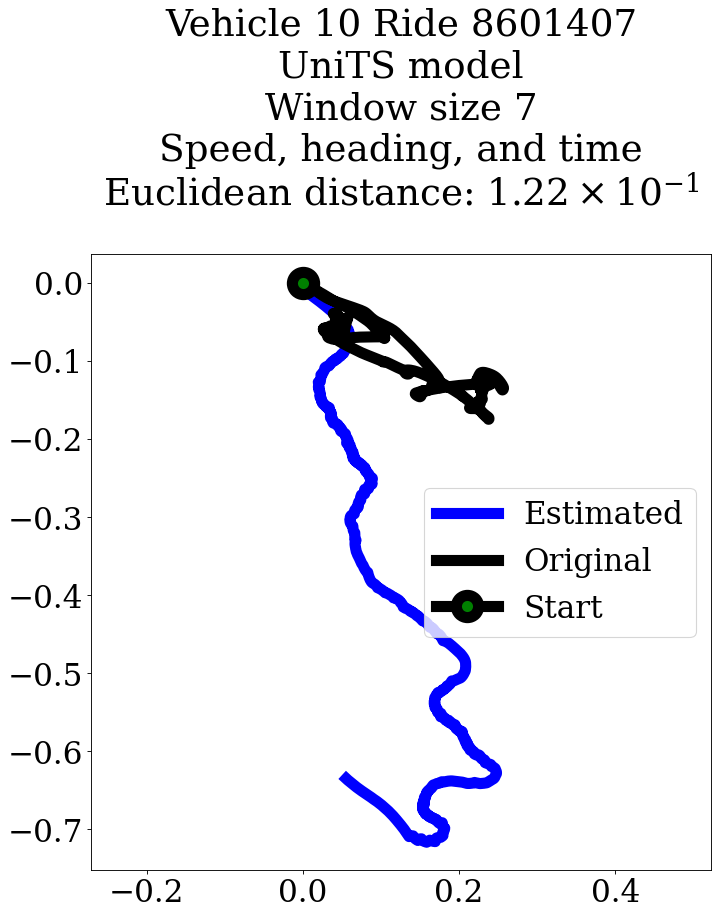 Vehicle 10 Ride 8601407
UniTS model
Window size 7
Speed, heading, and time
Euclidean distance: 1.22 × 10⁻¹
0.0
−0.1
−0.2
−0.3
−0.4
−0.5
−0.6
−0.7
Estimated
Original
Start
−0.2 0.0 0.2 0.4